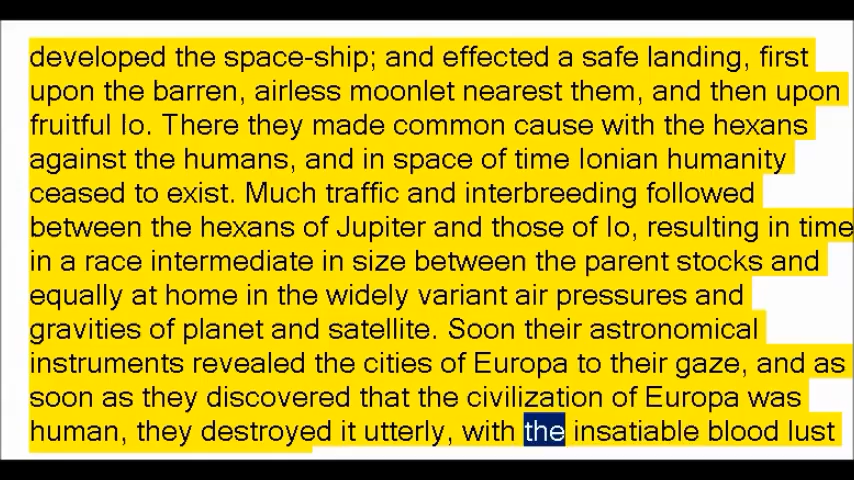 developed the space-ship; and effected a safe landing, first
upon the barren, airless moonlet nearest them, and then upon
fruitful Io. There they made common cause with the hexans
against the humans, and in space of time Ionian humanity
ceased to exist. Much traffic and interbreeding followed
between the hexans of Jupiter and those of Io, resulting in time
in a race intermediate in size between the parent stocks and
equally at home in the widely variant air pressures and
gravities of planet and satellite. Soon their astronomical
instruments revealed the cities of Europa to their gaze, and as
soon as they discovered that the civilization of Europa was
human, they destroyed it utterly, with the insatiable blood lust